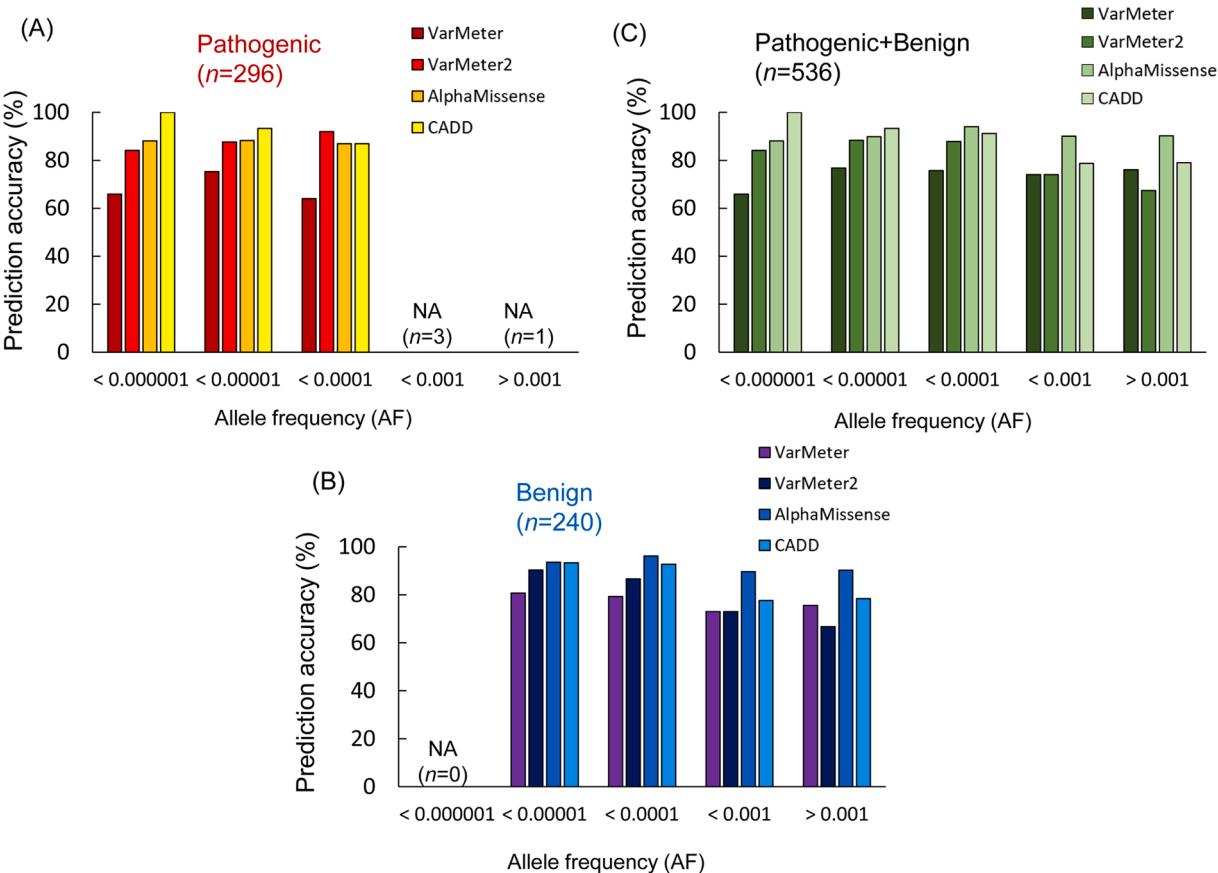 (A)
Pathogenic
(n=296)
VarMeter
VarMeter2
AlphaMissense
CADD
Prediction accuracy (%)
100
80
60
40
20
0
NA
(n=3)
NA
(n=1)
< 0.000001
< 0.00001
< 0.0001
< 0.001
> 0.001
Allele frequency (AF)
(C)
Pathogenic+Benign
(n=536)
VarMeter
VarMeter2
AlphaMissense
CADD
Prediction accuracy (%)
100
80
60
40
20
0
< 0.000001
< 0.00001
< 0.0001
< 0.001
> 0.001
Allele frequency (AF)
(B)
Benign
(n=240)
VarMeter
VarMeter2
AlphaMissense
CADD
Prediction accuracy (%)
100
80
60
40
20
0
NA
(n=0)
< 0.000001
< 0.00001
< 0.0001
< 0.001
> 0.001
Allele frequency (AF)